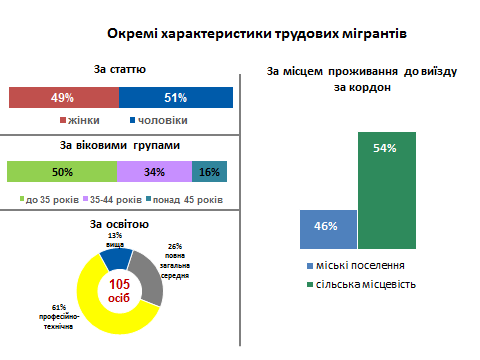 Окремі характеристики трудових мігрантів
За статтю
49% 51%
жінки чоловіки
За віковими групами
50% 34% 16%
до 35 років 35-44 років понад 45 років
За освітою
13%
вища
26%
повна
загальна
середня
105
осіб
61%
професійно-
технічна
За місцем проживання до виїзду
за кордон
54%
46%
міські поселення
сільська місцевість